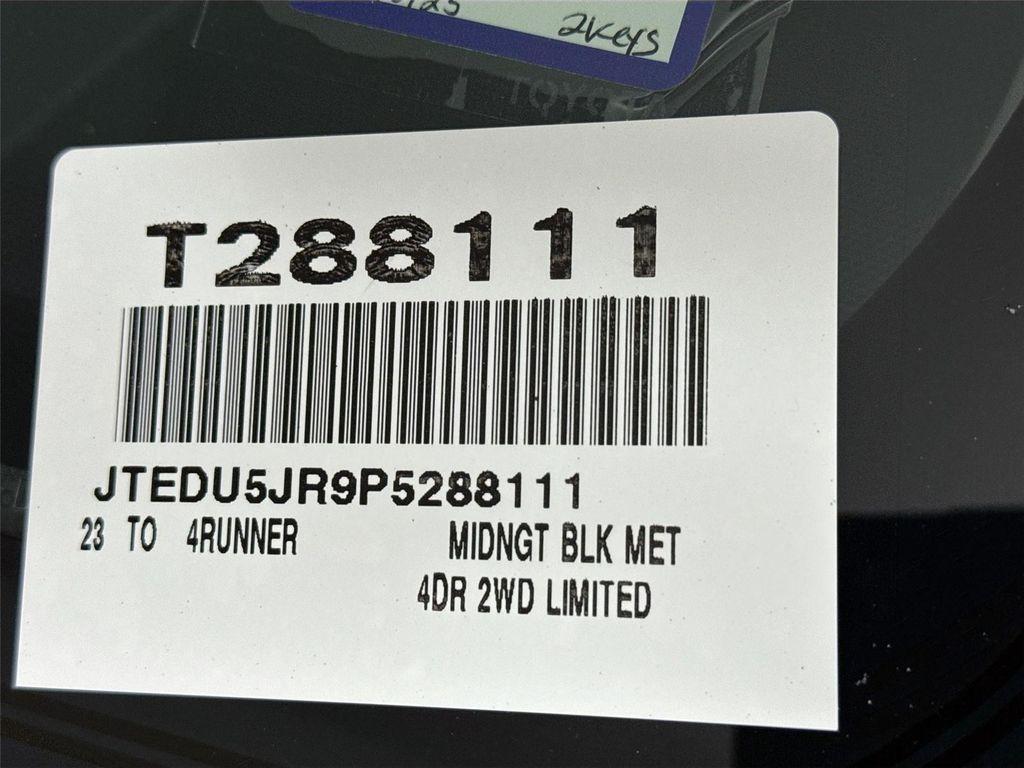 2Keys
T288111
JTEDU5JR9P5288111
23 TO 4RUNNER MIDNGT BLK MET
4DR 2WD LIMITED